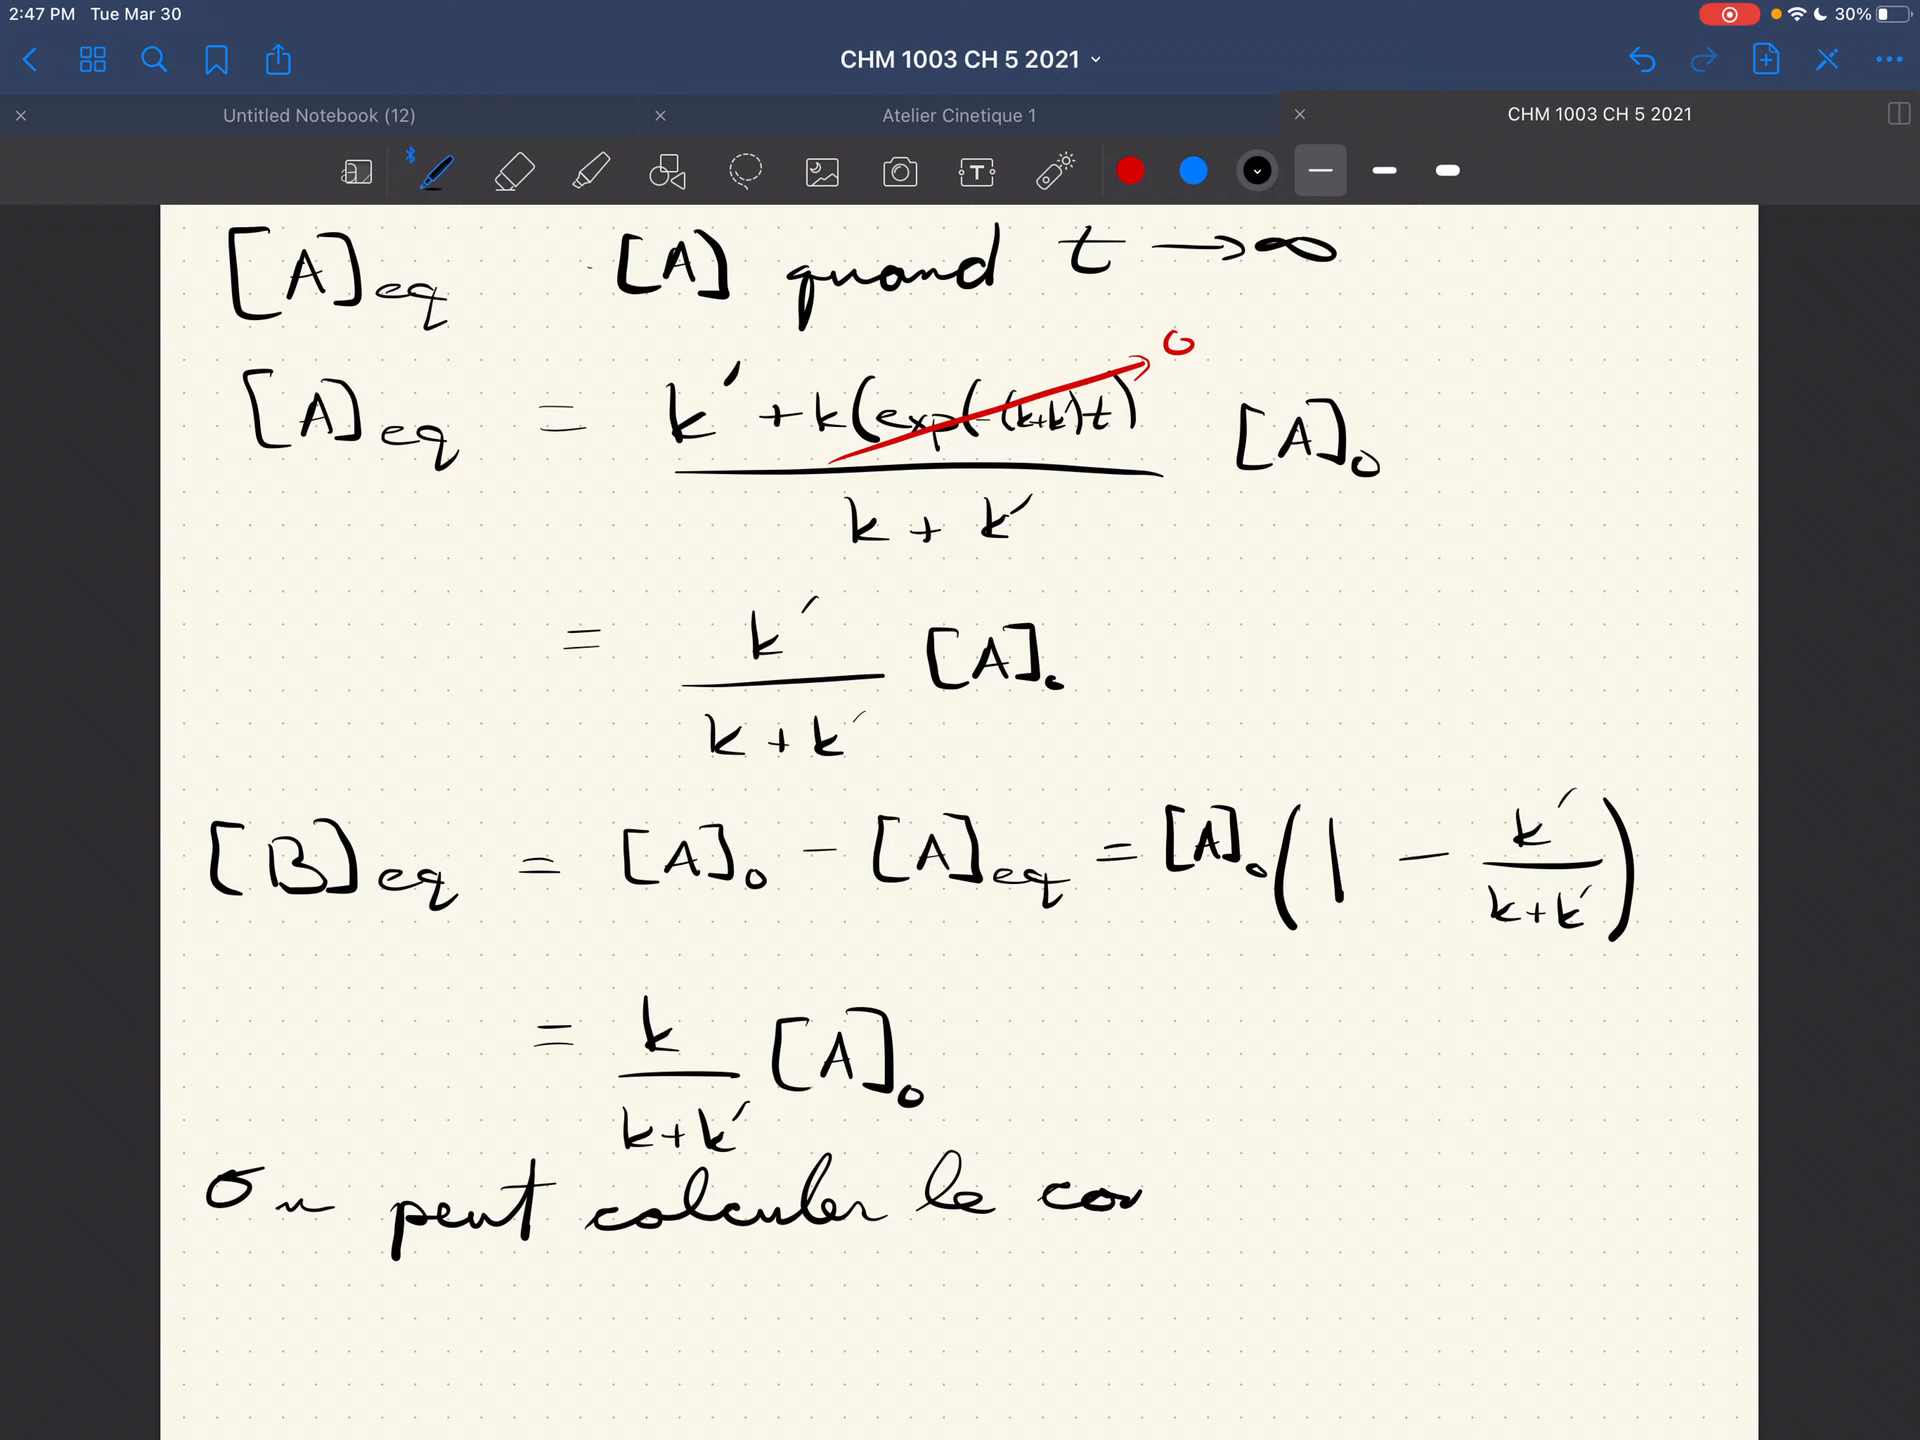 2:47 PM Tue Mar 30 30%
CHM 1003 CH 5 2021
Untitled Notebook (12) Atelier Cinetique 1 CHM 1003 CH 5 2021
[A]eq [A] quand t → ∞
[A]eq = (k' + k(exp(-(k+k')t) → 0) / (k + k') [A]₀
= k' / (k + k') [A]₀
[B]eq = [A]₀ - [A]eq = [A]₀ (1 - k' / (k+k'))
= k / (k+k') [A]₀
On peut calculer le con